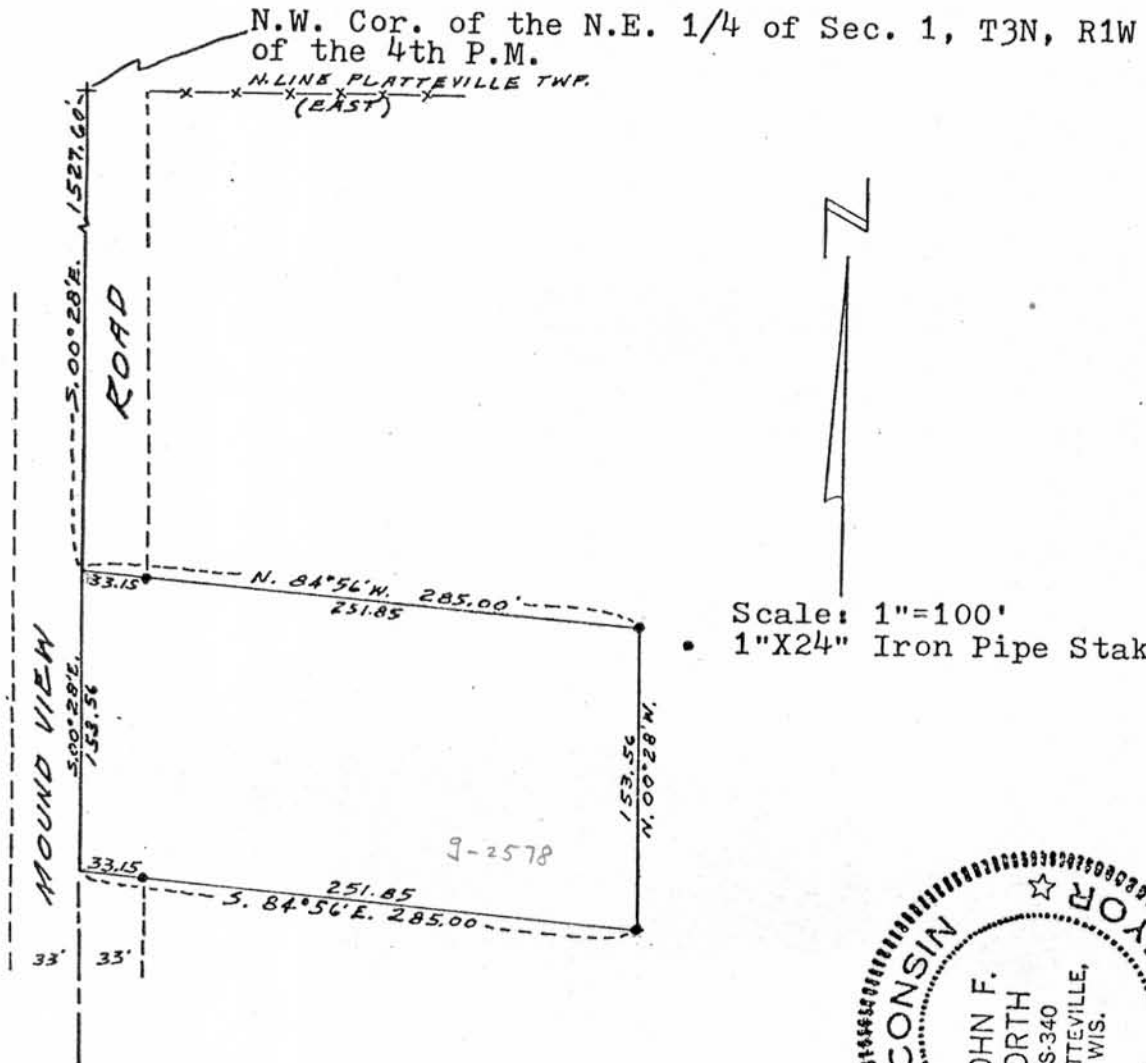 N.W. Cor. of the N.E. 1/4 of Sec. 1, T3N, R1W
of the 4th P.M.
N. LINE PLATTEVILLE TWP.
(EAST)
S.00°28'E. 1527.60'
ROAD
N
33.15
N. 84°56'W. 285.00'
251.85
Scale: 1"=100'
1"X24" Iron Pipe Stak
MOUND VIEW
S.00°28'E.
153.56
153.56
N.00°28'W.
g-2578
33.15
251.85
S. 84°56'E. 285.00
33' 33'
CONSIN
YOR
OHN F.
ORTH
S-340
TTEVILLE,
WIS.